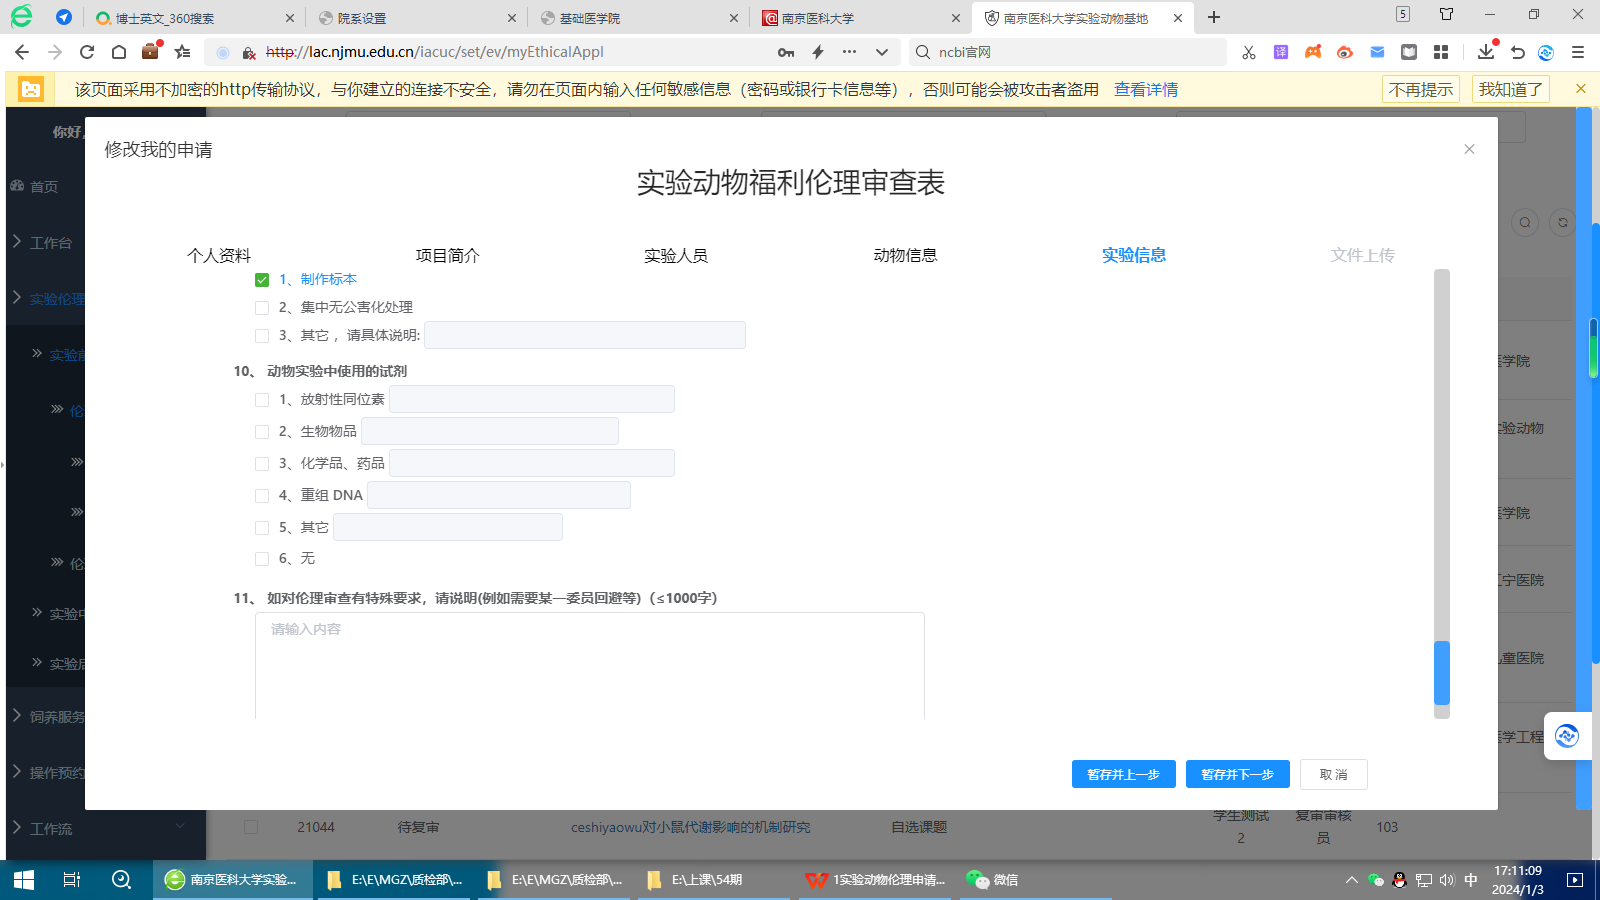 博士英文_360搜索
院系设置
基础医学院
南京医科大学
南京医科大学实验动物基地
5
http://lac.njmu.edu.cn/iacuc/set/ev/myEthicalAppl
ncbi官网
译
该页面采用不加密的http传输协议，与你建立的连接不安全，请勿在页面内输入任何敏感信息（密码或银行卡信息等），否则可能会被攻击者盗用
查看详情
不再提示
我知道了
你好,
首页
工作台
实验伦理
实验前
伦
伦
实验中
实验后
饲养服务
操作预约
工作流
修改我的申请
实验动物福利伦理审查表
个人资料
项目简介
实验人员
动物信息
实验信息
文件上传
1、制作标本
2、集中无公害化处理
3、其它 ，请具体说明:
10、 动物实验中使用的试剂
1、放射性同位素
2、生物物品
3、化学品、药品
4、重组 DNA
5、其它
6、无
11、 如对伦理审查有特殊要求，请说明(例如需要某一委员回避等)（≤1000字）
请输入内容
暂存并上一步
暂存并下一步
取 消
医学院
实验动物
医学院
江宁医院
儿童医院
医学工程
21044
待复审
ceshiyaowu对小鼠代谢影响的机制研究
自选课题
学生测试
2
复审审核
员
103
南京医科大学实验...
E:\E\MGZ\质检部\...
E:\E\MGZ\质检部\...
E:\上课\54期
1实验动物伦理申请...
微信
中
17:11:09
2024/1/3